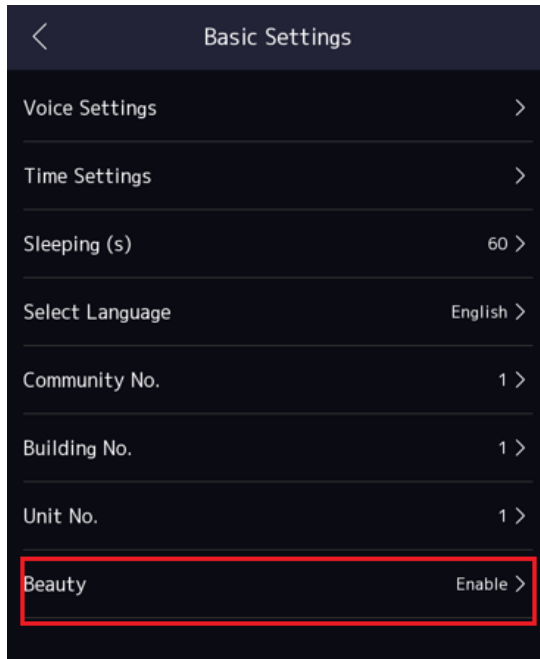 Basic Settings
Voice Settings
Time Settings
Sleeping (s) 60
Select Language English
Community No. 1
Building No. 1
Unit No. 1
Beauty Enable